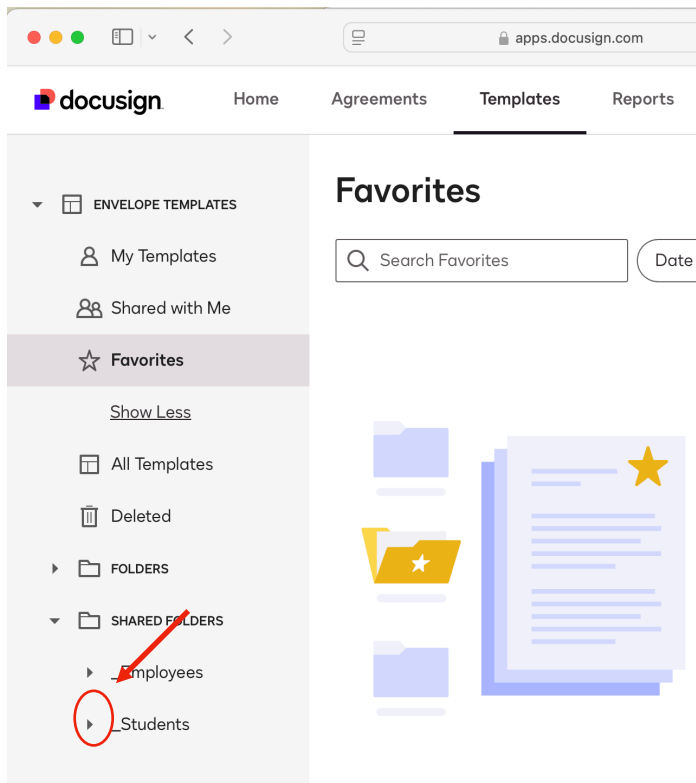 apps.docusign.com
docusign
Home Agreements Templates Reports
ENVELOPE TEMPLATES
My Templates
Shared with Me
Favorites
Show Less
All Templates
Deleted
FOLDERS
SHARED FOLDERS
_Employees
_Students
Favorites
Search Favorites
Date